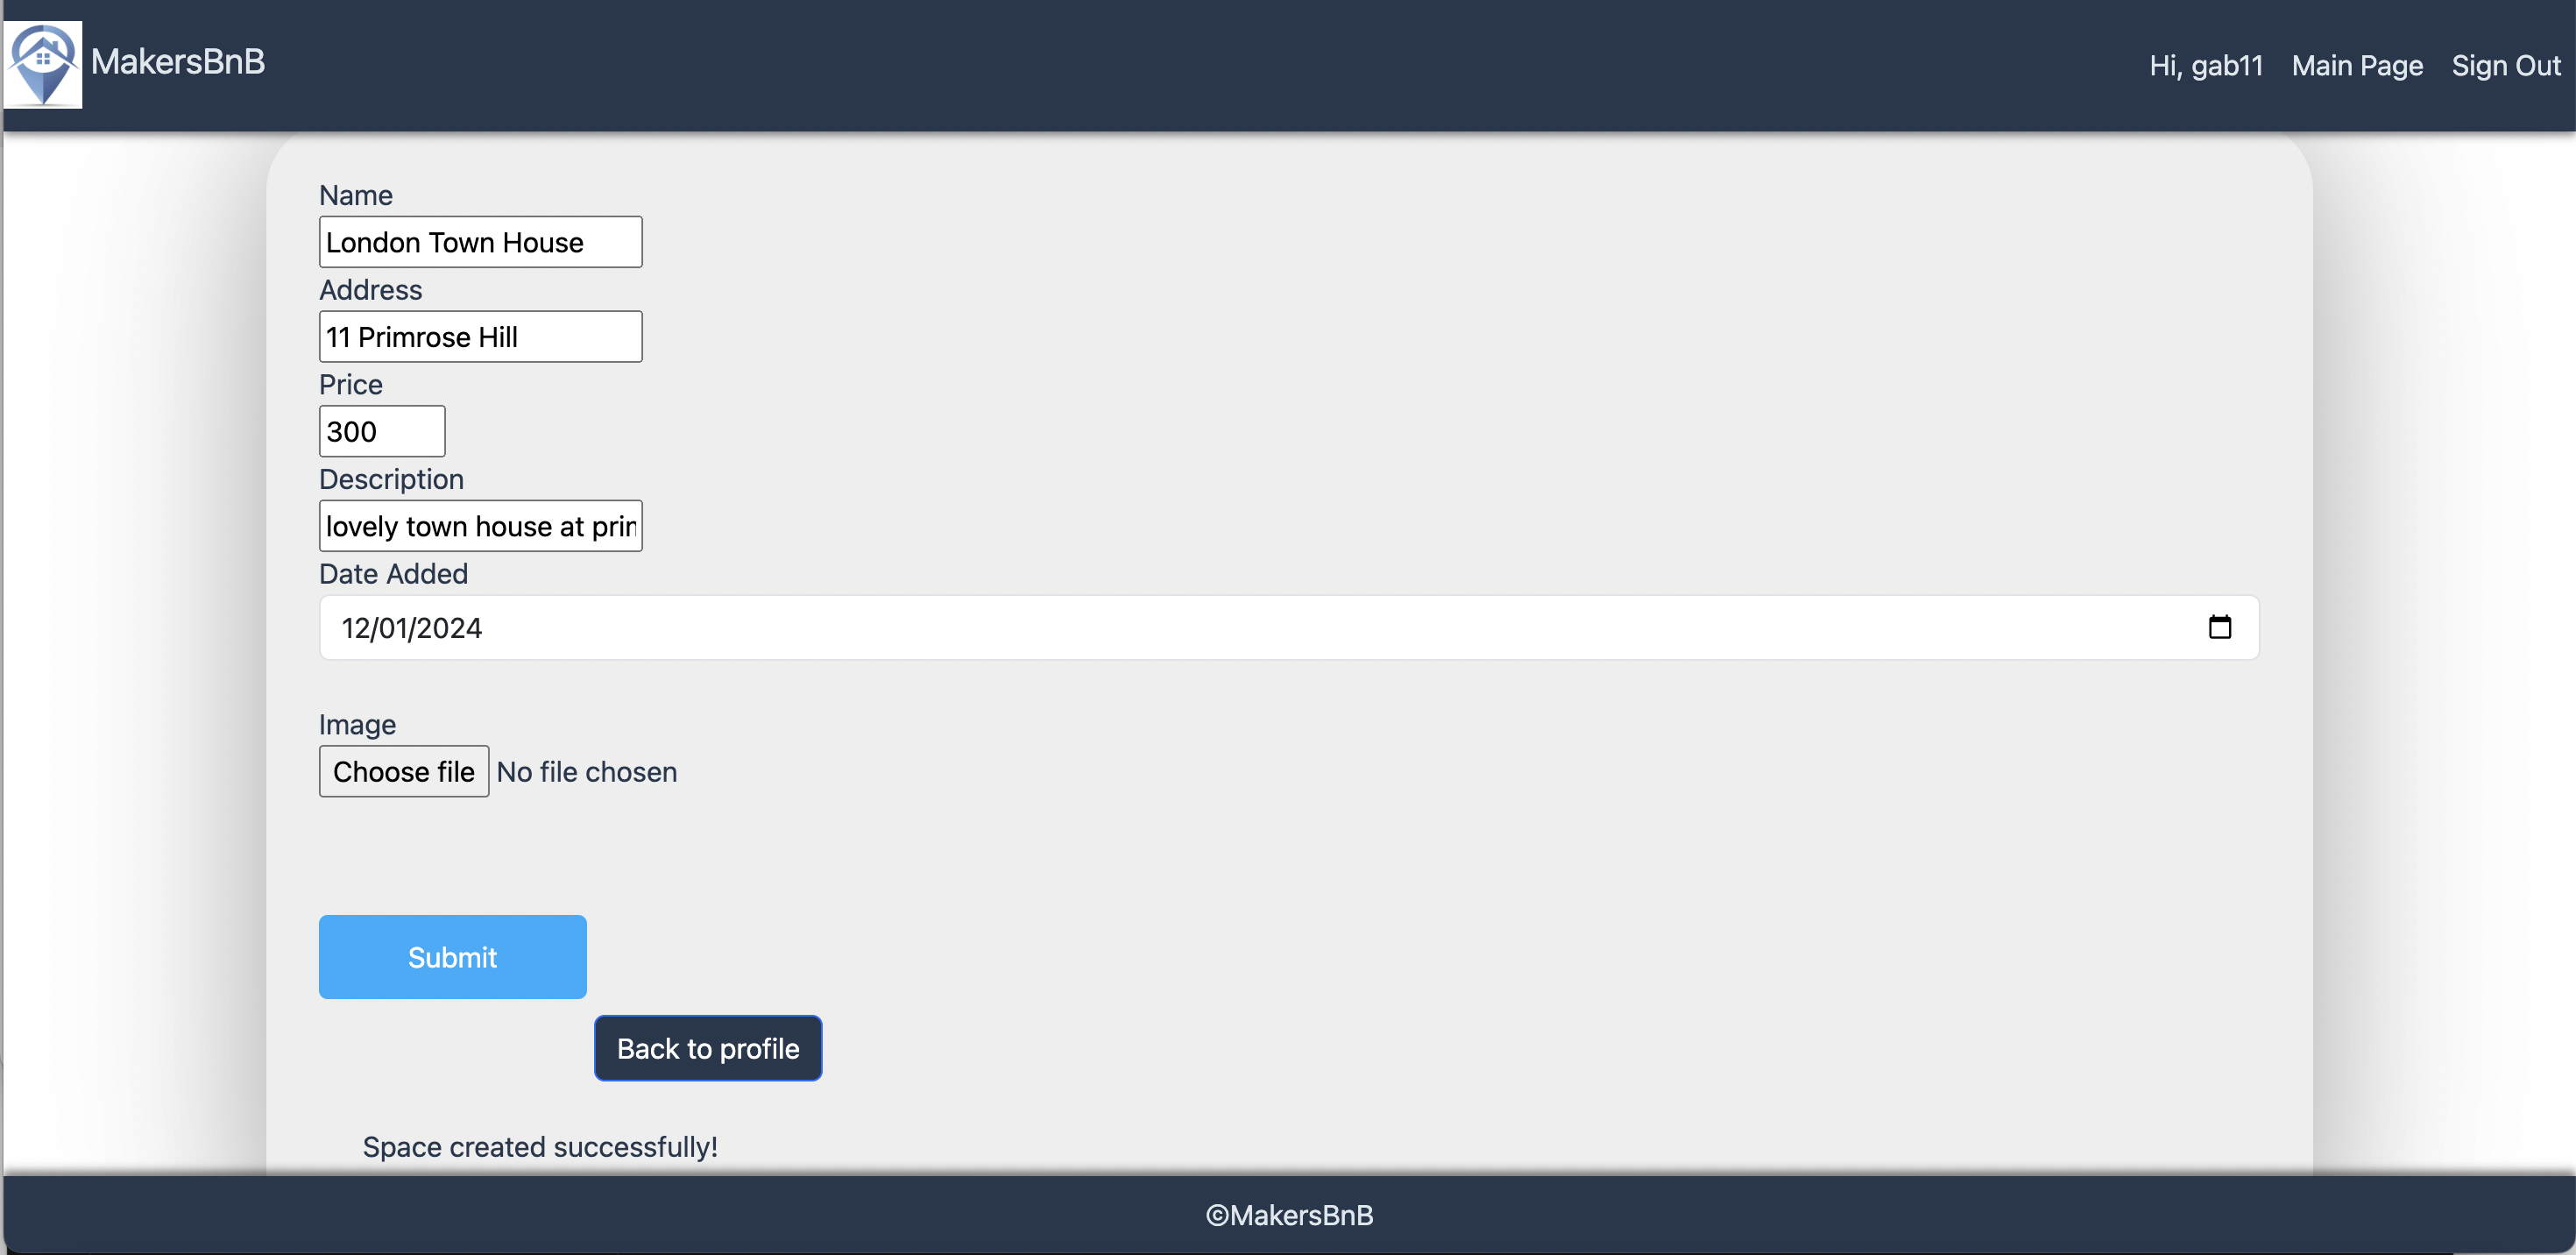 MakersBnB
Hi, gab11 Main Page Sign Out
Name
London Town House
Address
11 Primrose Hill
Price
300
Description
lovely town house at
Date Added
12/01/2024
Image
Choose file No file chosen
Submit
Back to profile
Space created successfully!
©MakersBnB